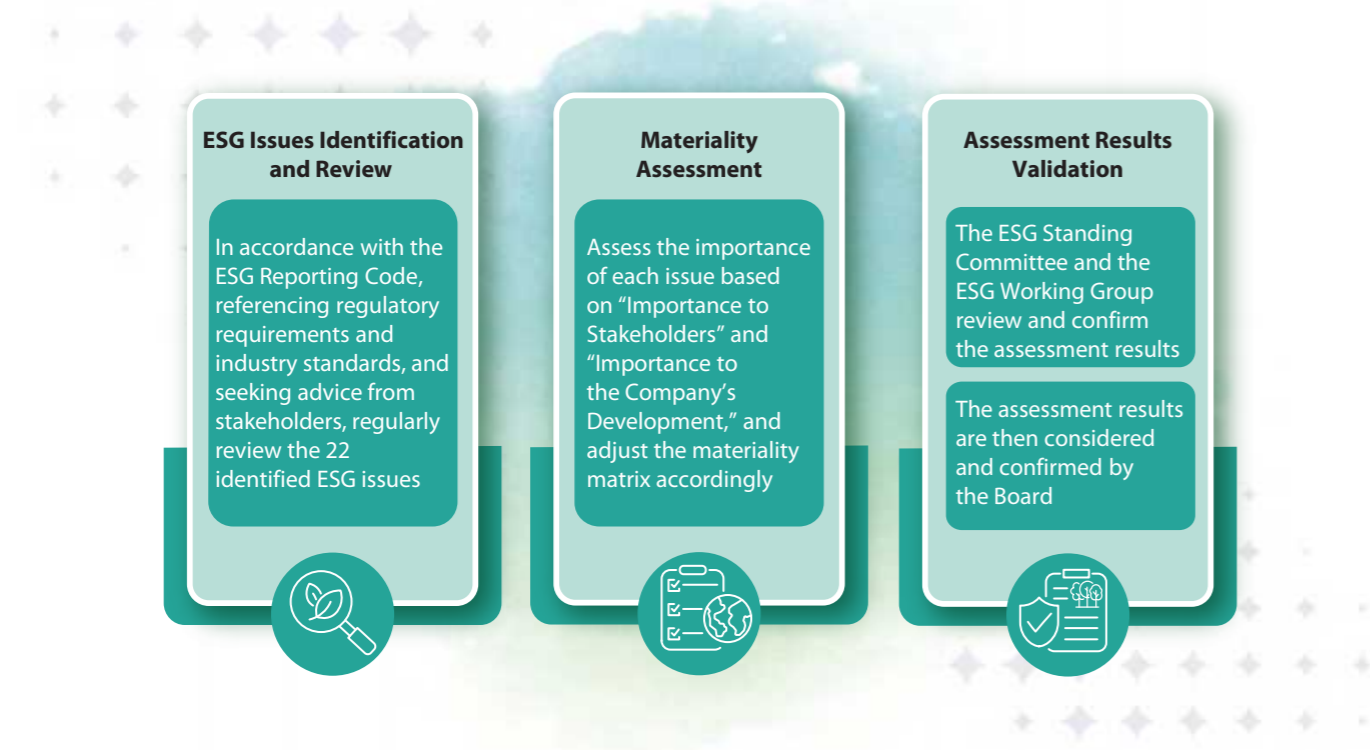 ESG Issues Identification
and Review
In accordance with the
ESG Reporting Code,
referencing regulatory
requirements and
industry standards, and
seeking advice from
stakeholders, regularly
review the 22
identified ESG issues
Materiality
Assessment
Assess the importance
of each issue based
on “Importance to
Stakeholders” and
“Importance to
the Company’s
Development,” and
adjust the materiality
matrix accordingly
Assessment Results
Validation
The ESG Standing
Committee and the
ESG Working Group
review and confirm
the assessment results
The assessment results
are then considered
and confirmed by
the Board